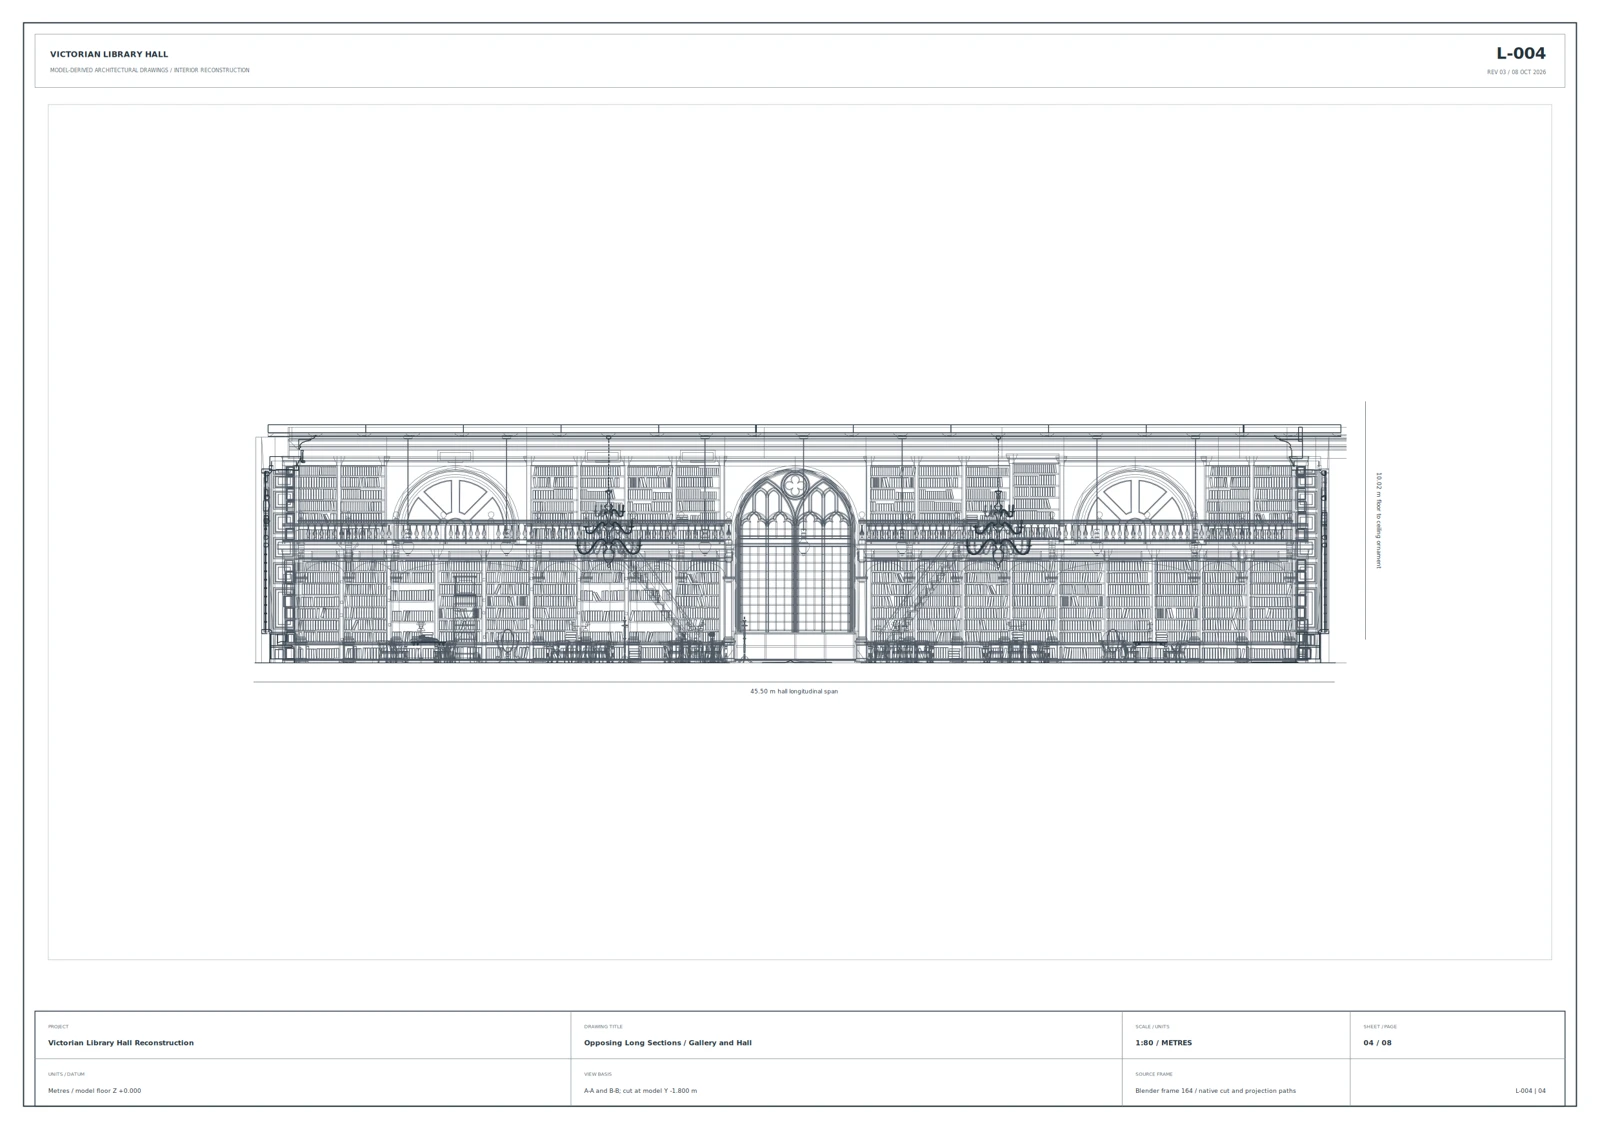 VICTORIAN LIBRARY HALL
MODEL-DERIVED ARCHITECTURAL DRAWINGS / INTERIOR RECONSTRUCTION
L-004
REV 03 / 08 OCT 2026
10.02 m floor to ceiling ornament
45.50 m hall longitudinal span
PROJECT
Victorian Library Hall Reconstruction
DRAWING TITLE
Opposing Long Sections / Gallery and Hall
SCALE / UNITS
1:80 / METRES
SHEET / PAGE
04 / 08
UNITS / DATUM
Metres / model floor Z +0.000
VIEW BASIS
A-A and B-B; cut at model Y -1.800 m
SOURCE FRAME
Blender frame 164 / native cut and projection paths
L-004 | 04